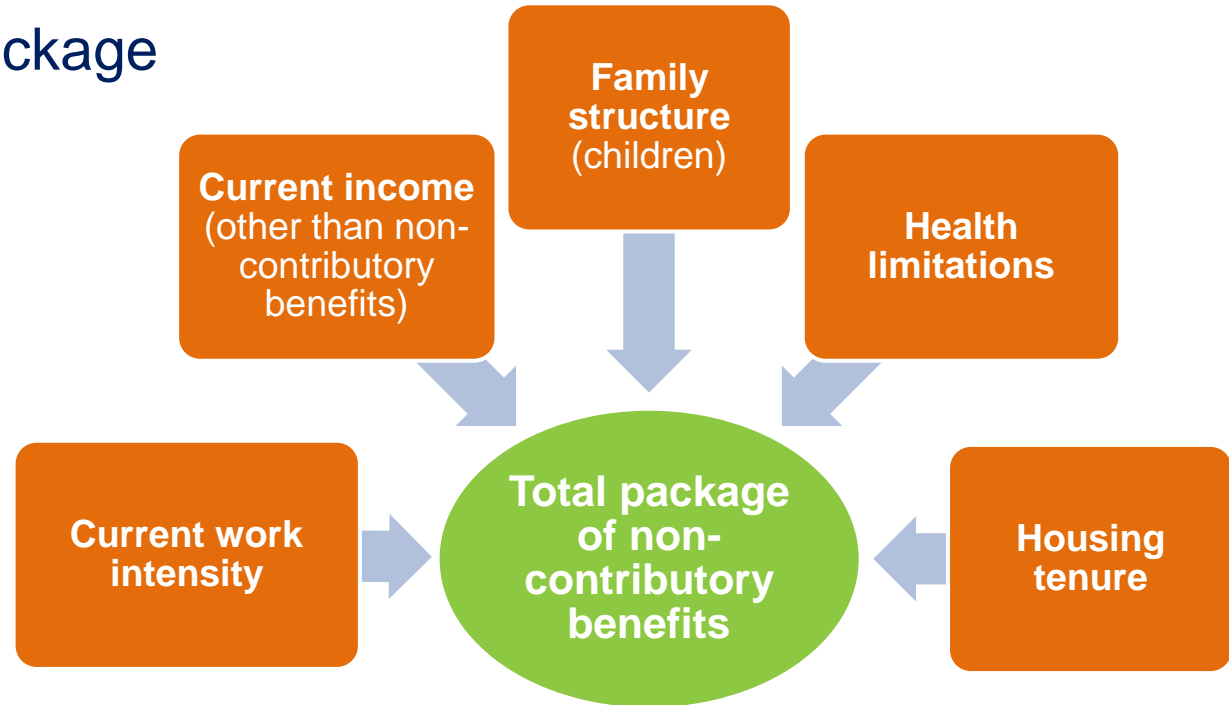 ckage
Family
structure
(children)
Current income
(other than non-
contributory
benefits)
Health
limitations
Current work
intensity
Total package
of non-
contributory
benefits
Housing
tenure